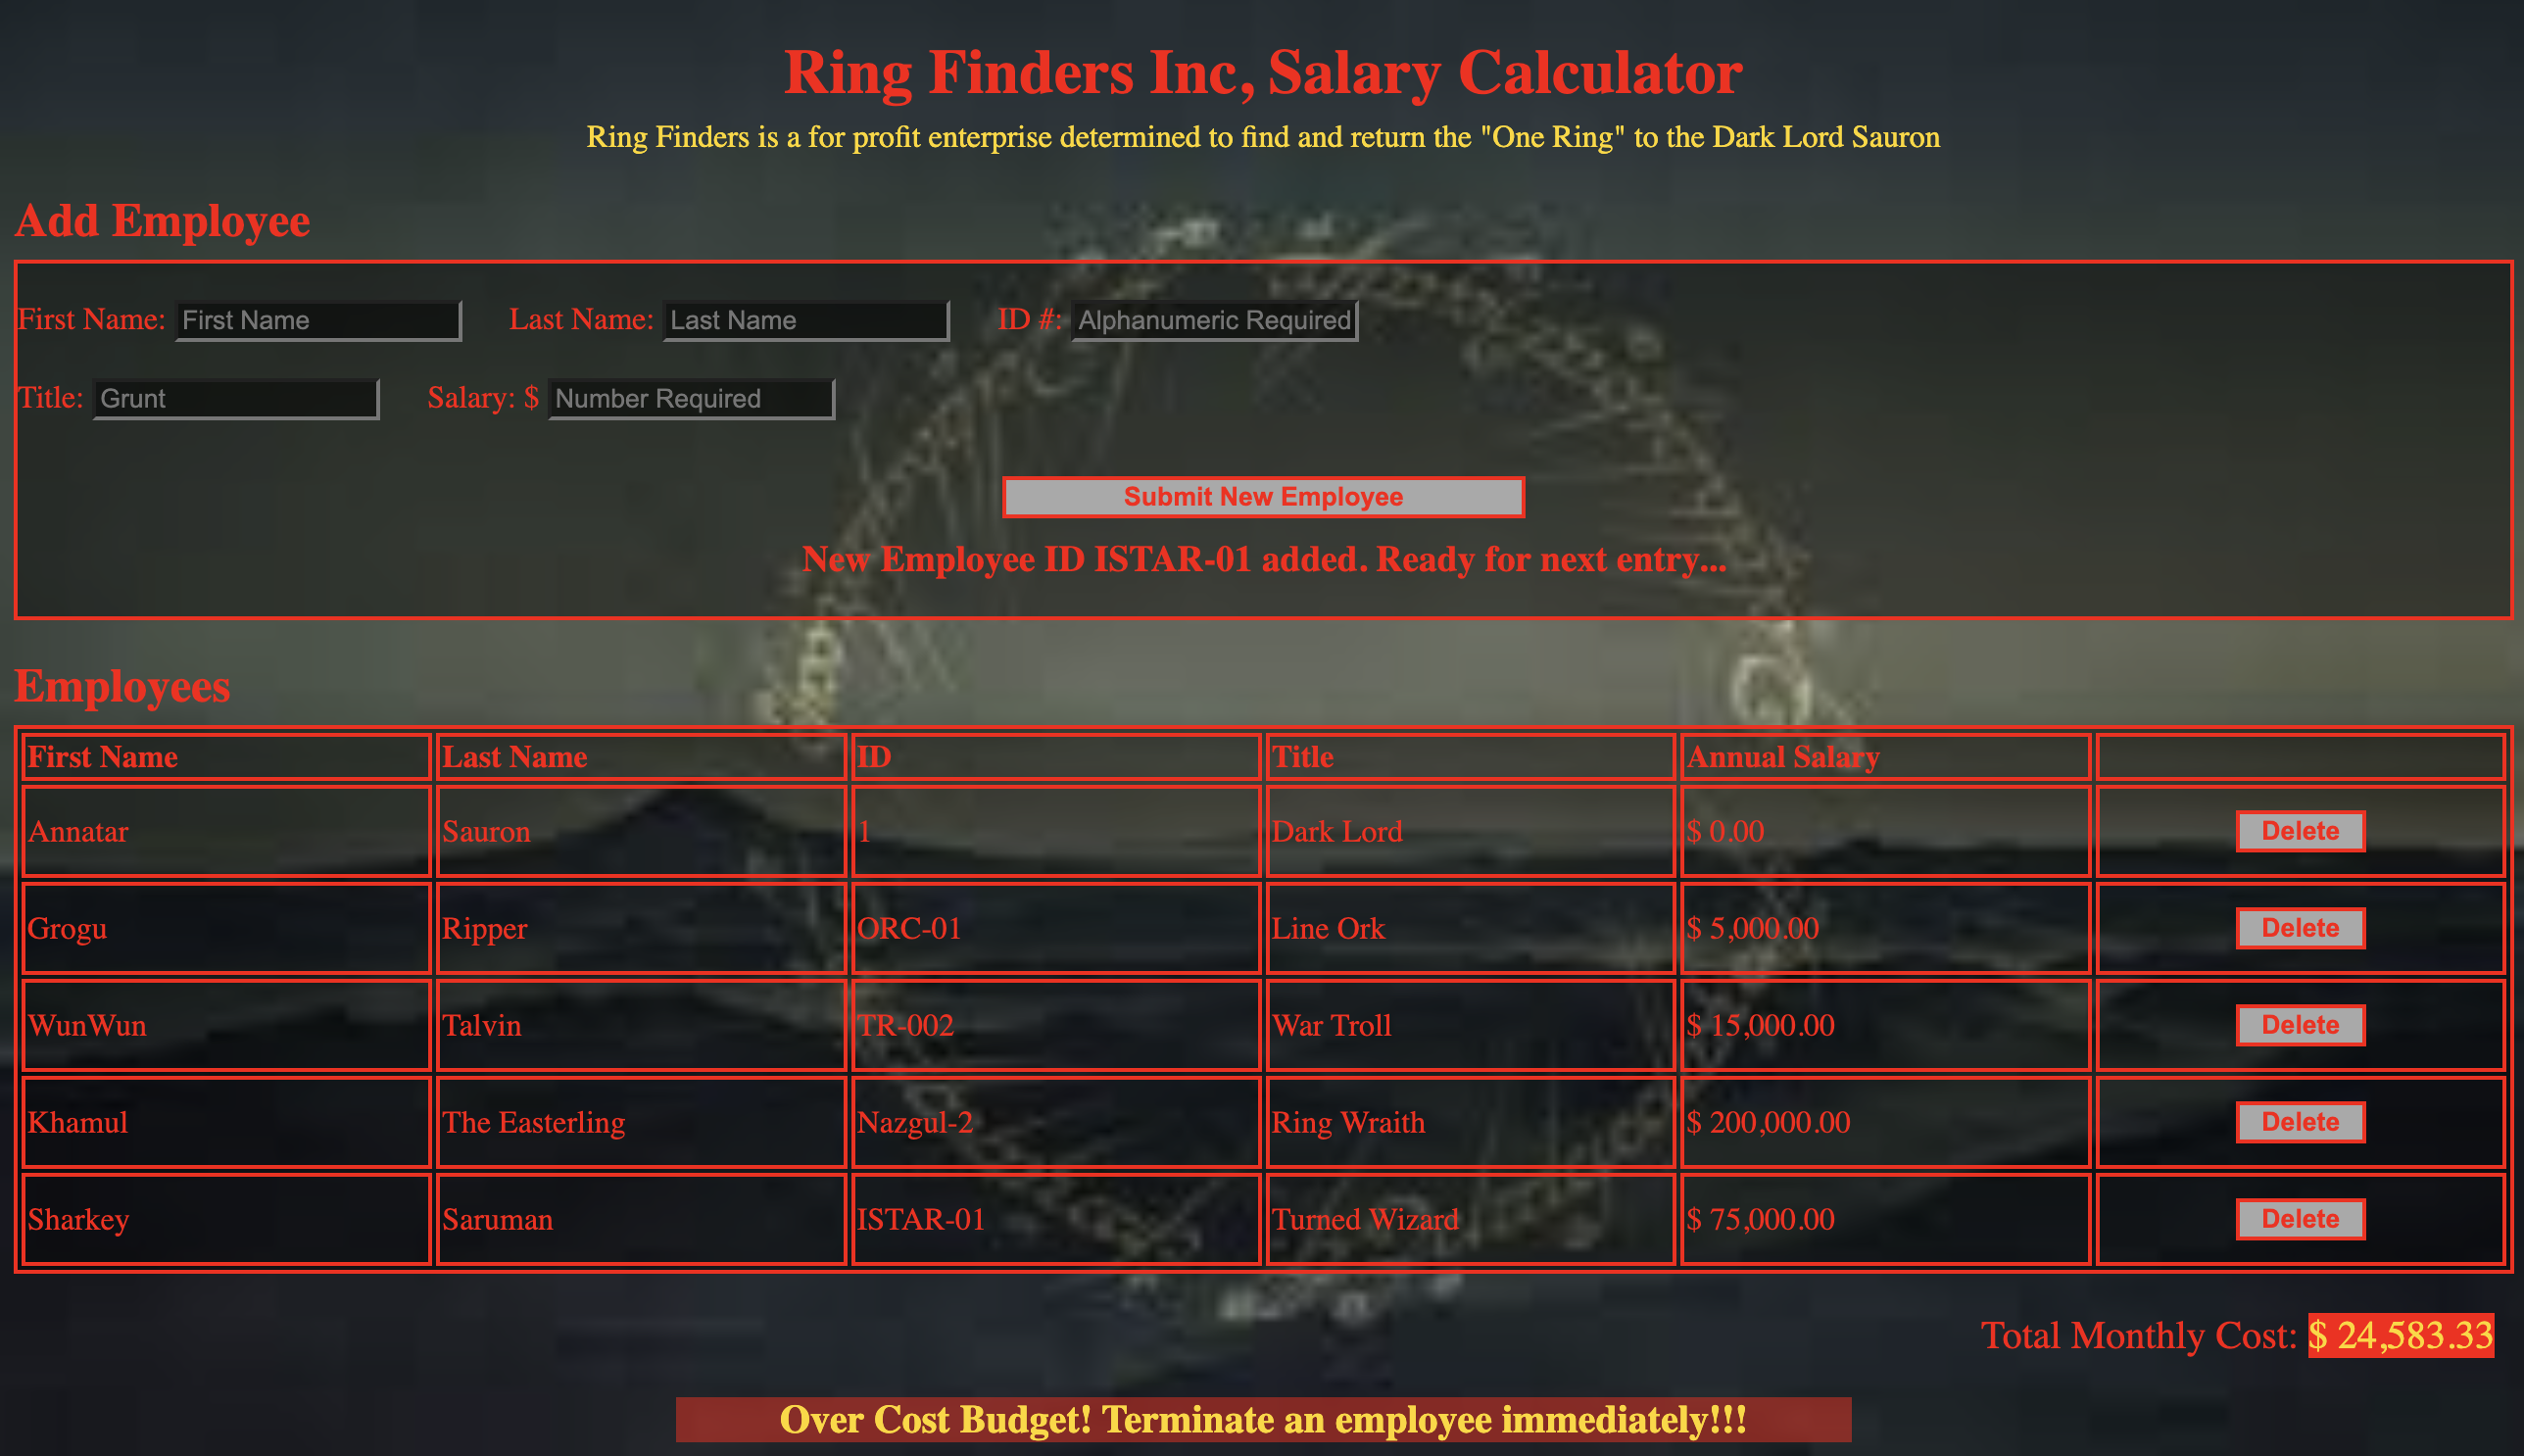 Ring Finders Inc, Salary Calculator
Ring Finders is a for profit enterprise determined to find and return the "One Ring" to the Dark Lord Sauron
Add Employee
First Name: First Name Last Name: Last Name ID #: Alphanumeric Required
Title: Grunt Salary: $ Number Required
Submit New Employee
New Employee ID ISTAR-01 added. Ready for next entry...
Employees
First Name Last Name ID Title Annual Salary
Annatar Sauron 1 Dark Lord $ 0.00 Delete
Grogu Ripper ORC-01 Line Ork $ 5,000.00 Delete
WunWun Talvin TR-002 War Troll $ 15,000.00 Delete
Khamul The Easterling Nazgul-2 Ring Wraith $ 200,000.00 Delete
Sharkey Saruman ISTAR-01 Turned Wizard $ 75,000.00 Delete
Total Monthly Cost: $ 24,583.33
Over Cost Budget! Terminate an employee immediately!!!